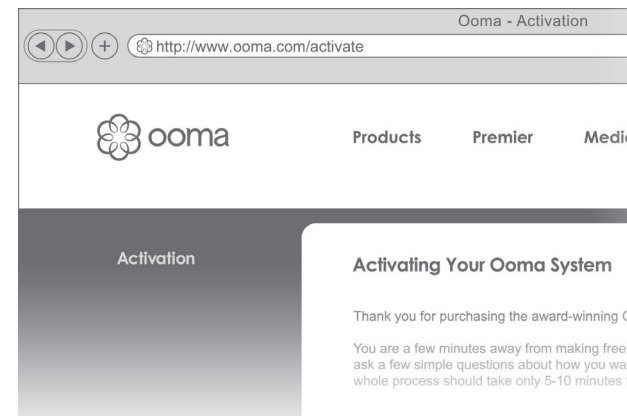 Ooma - Activation
http://www.ooma.com/activate
ooma
Products Premier
Activation
Activating Your Ooma System
Thank you for purchasing the award-winning
You are a few minutes away from making free
ask a few simple questions about how you
whole process should take only 5-10 minutes